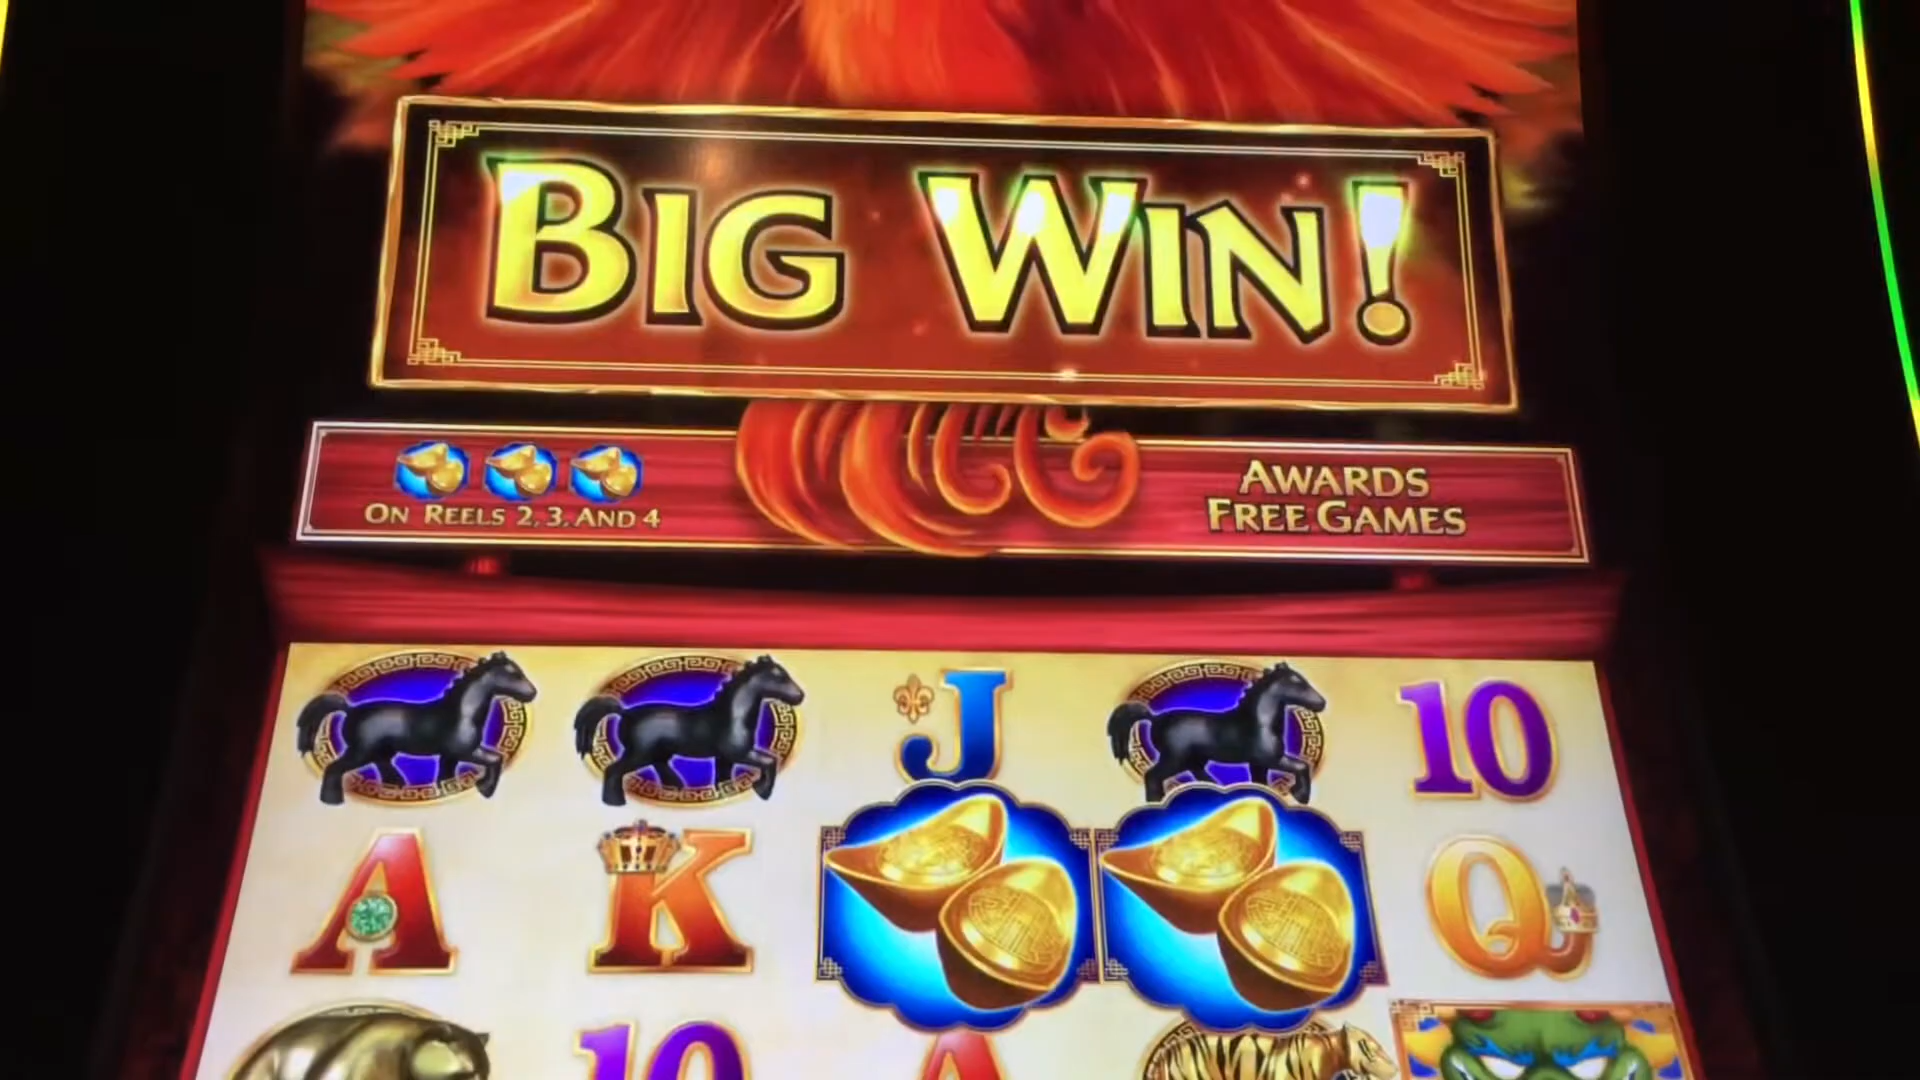 BIG WIN!
ON REELS 2, 3, AND 4
AWARDS
FREE GAMES
J
10
A
K
Q
10
A